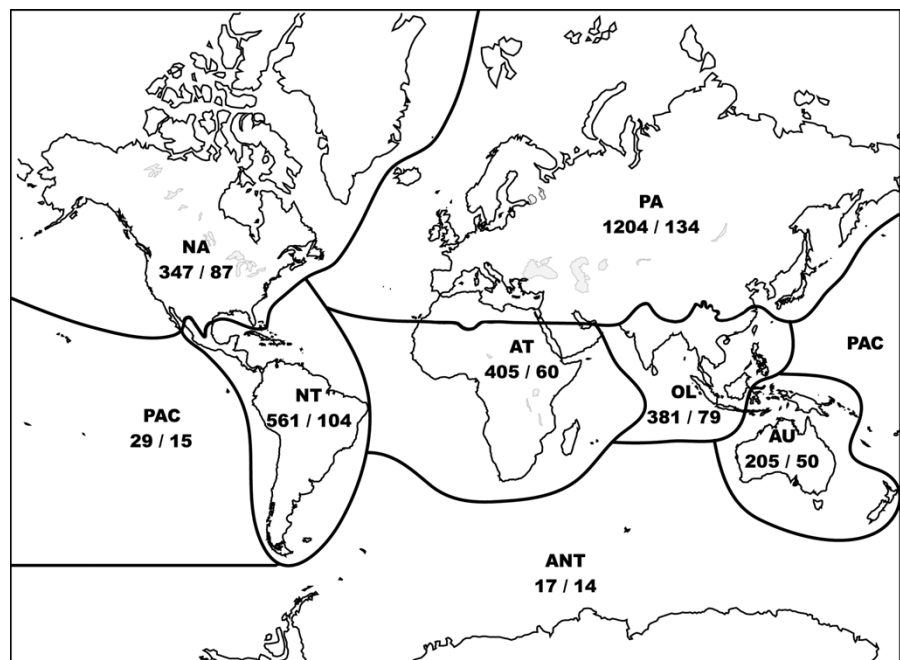 PA
1204 / 134
NA
347 / 87
PAC
AT
405 / 60
OL
381 / 79
NT
561 / 104
PAC
29 / 15
AU
205 / 50
ANT
17 / 14